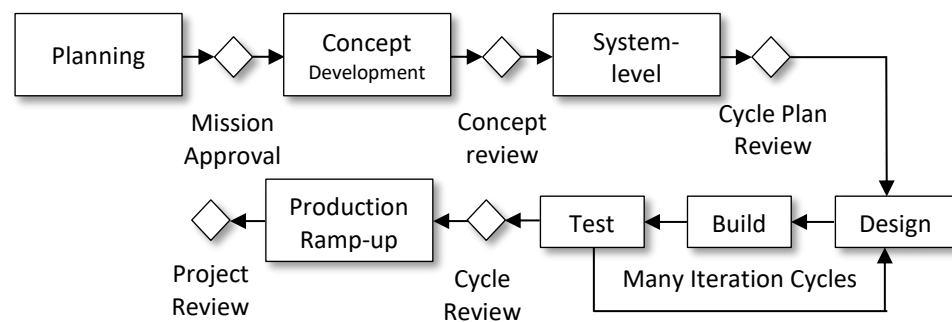 Planning
Concept
Development
System-
level
Mission
Approval
Concept
review
Cycle Plan
Review
Production
Ramp-up
Test
Build
Design
Project
Review
Cycle
Review
Many Iteration Cycles